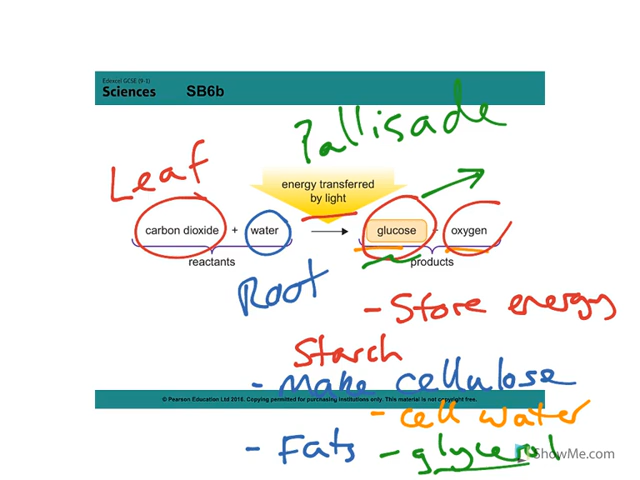 Edexcel GCSE (9-1)
Sciences SB6b
Pallisade
Leaf
energy transferred
by light
carbon dioxide + water → glucose + oxygen
reactants products
Root
- Store energy
Starch
- Make cellulose
© Pearson Education Ltd 2016. Copying permitted for purchasing institutions only. This material is not copyright free.
- cell water
- Fats - glycerol
ShowMe.com